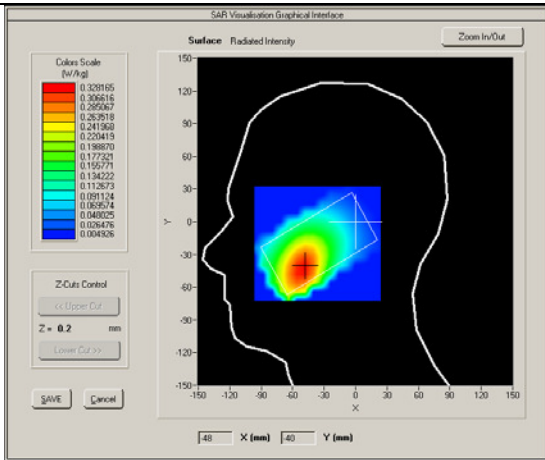 SAR Visualisation Graphical Interface
Surface Radiated Intensity
Zoom In/Out
Colors Scale
(W/kg)
0.328165
0.306616
0.285067
0.263518
0.241968
0.220419
0.198870
0.177321
0.155771
0.134222
0.112673
0.091124
0.069574
0.048025
0.026476
0.004926
Z-Cuts Control
<< Upper Cut
Z = 0.2 mm
Lower Cut >>
SAVE
Cancel
150-
120-
90-
60-
30-
0-
-30-
-60-
-90-
-120-
-150-
Y
-150 -120 -90 -60 -30 0 30 60 90 120 150
X
-48 X (mm) -40 Y (mm)